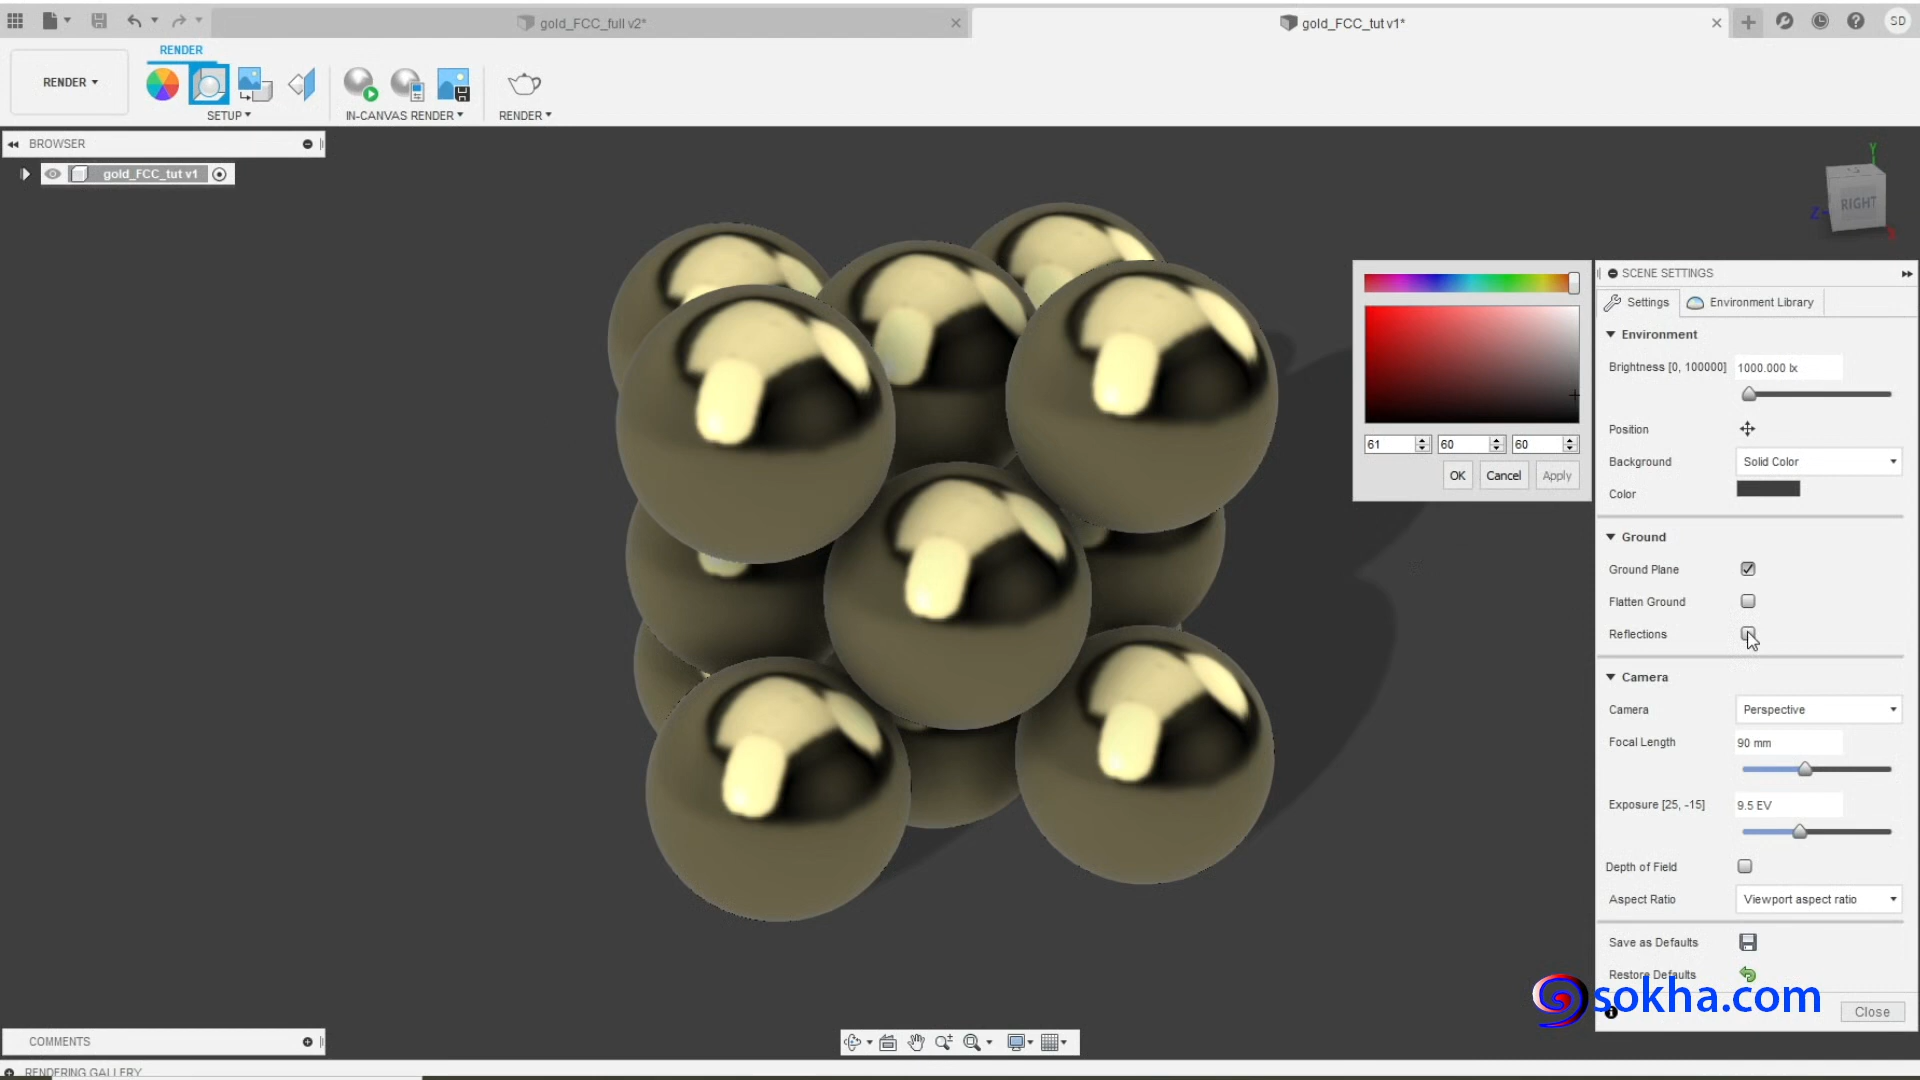 gold_FCC_full v2*
gold_FCC_tut v1*
SD
RENDER
RENDER
SETUP
IN-CANVAS RENDER
RENDER
BROWSER
gold_FCC_tut v1
Y
Z
X
RIGHT
SCENE SETTINGS
Settings
Environment Library
Environment
Brightness [0, 100000]
1000.000 lx
Position
Background
Solid Color
Color
61
60
60
OK
Cancel
Apply
Ground
Ground Plane
Flatten Ground
Reflections
Camera
Camera
Perspective
Focal Length
90 mm
Exposure [25, -15]
9.5 EV
Depth of Field
Aspect Ratio
Viewport aspect ratio
Save as Defaults
Restore Defaults
sokha.com
Close
COMMENTS
RENDERING GALLERY